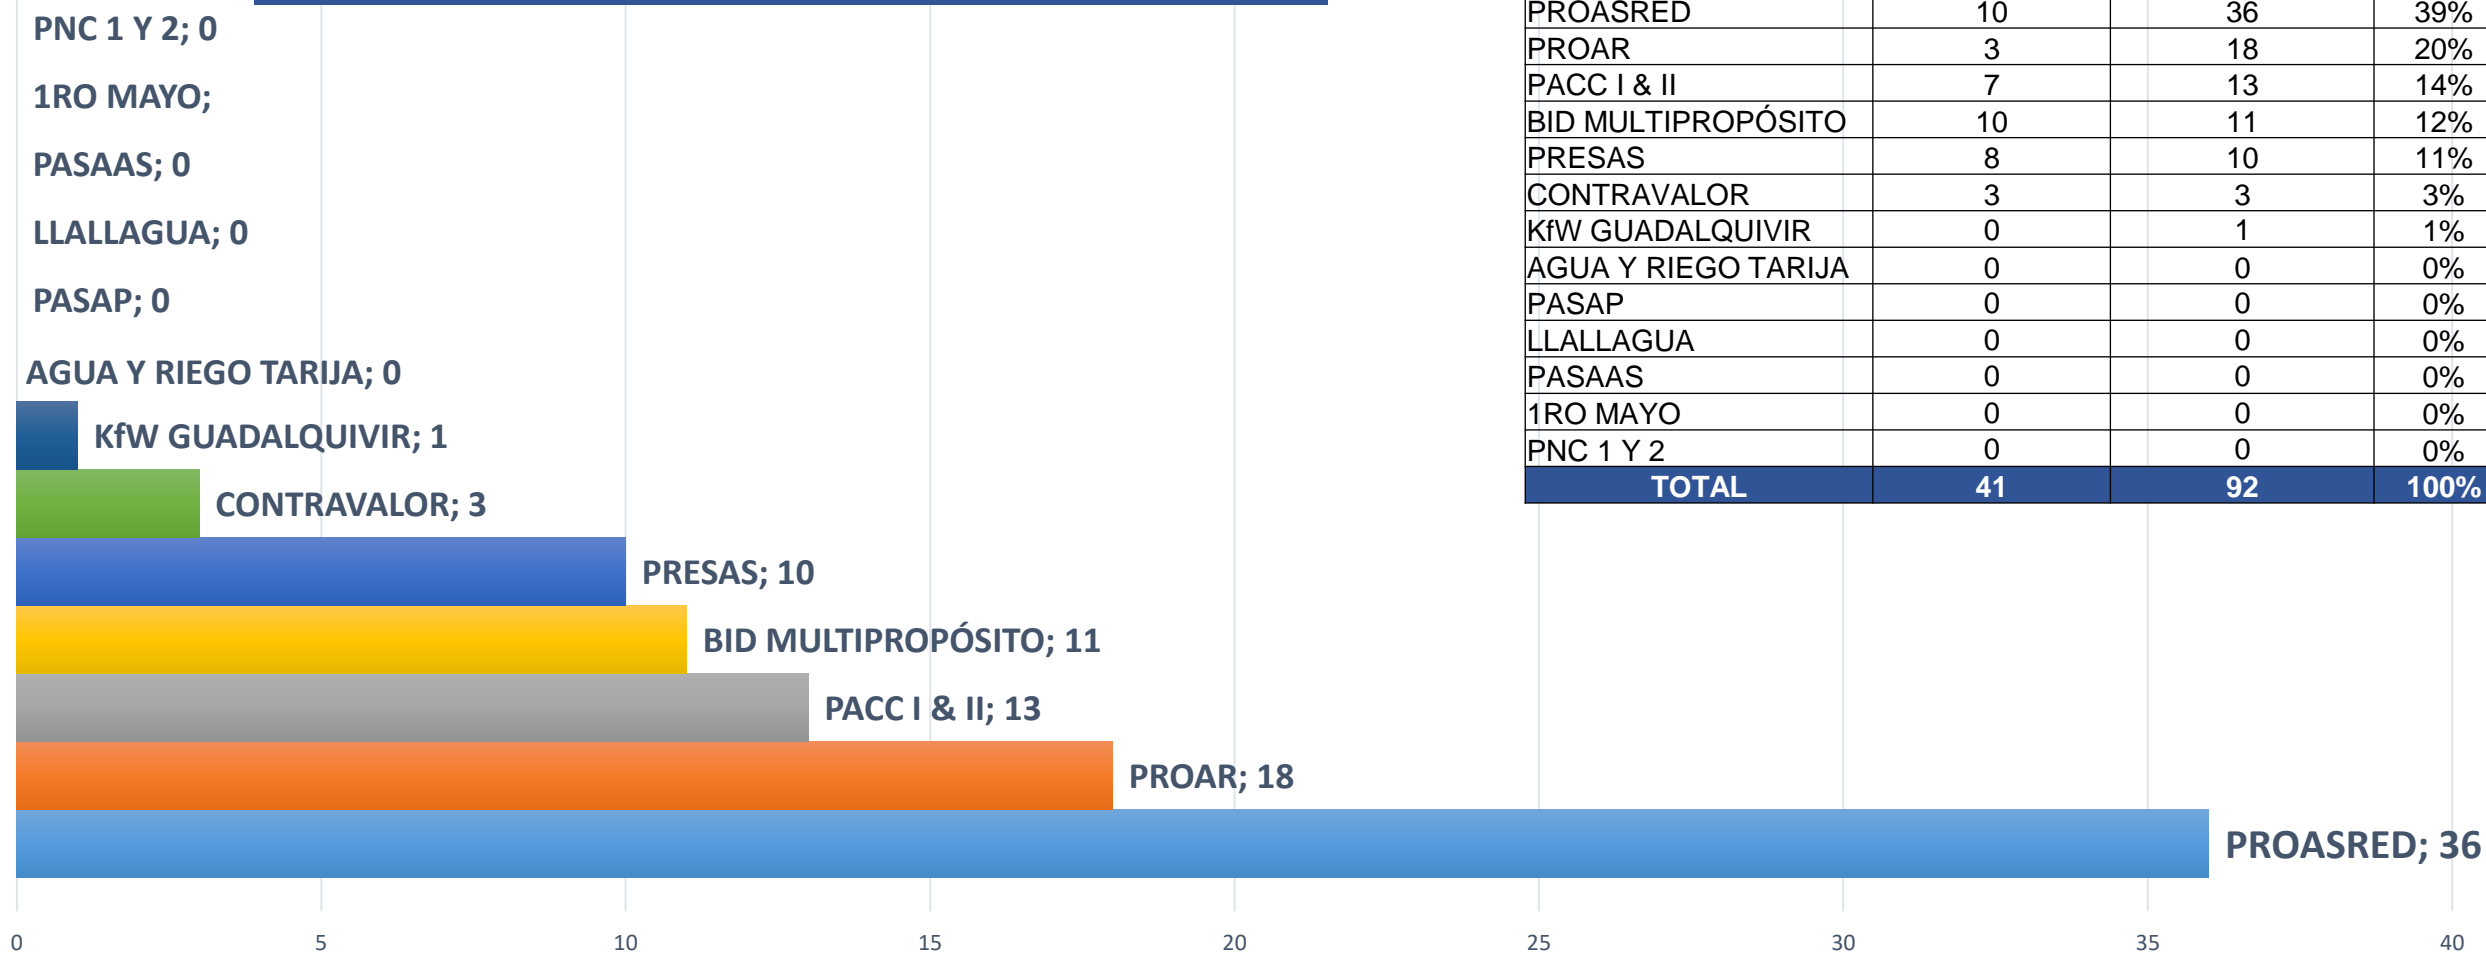 PNC 1 Y 2; 0
1RO MAYO;
PASAAS; 0
LLALLAGUA; 0
PASAP; 0
AGUA Y RIEGO TARIJA; 0
KfW GUADALQUIVIR; 1
CONTRAVALOR; 3
PRESAS; 10
BID MULTIPROPÓSITO; 11
PACC I & II; 13
PROAR; 18
PROASRED; 36
0 5 10 15 20 25 30 35 40
PROASRED 10 36 39%
PROAR 3 18 20%
PACC I & II 7 13 14%
BID MULTIPROPÓSITO 10 11 12%
PRESAS 8 10 11%
CONTRAVALOR 3 3 3%
KfW GUADALQUIVIR 0 1 1%
AGUA Y RIEGO TARIJA 0 0 0%
PASAP 0 0 0%
LLALLAGUA 0 0 0%
PASAAS 0 0 0%
1RO MAYO 0 0 0%
PNC 1 Y 2 0 0 0%
TOTAL 41 92 100%